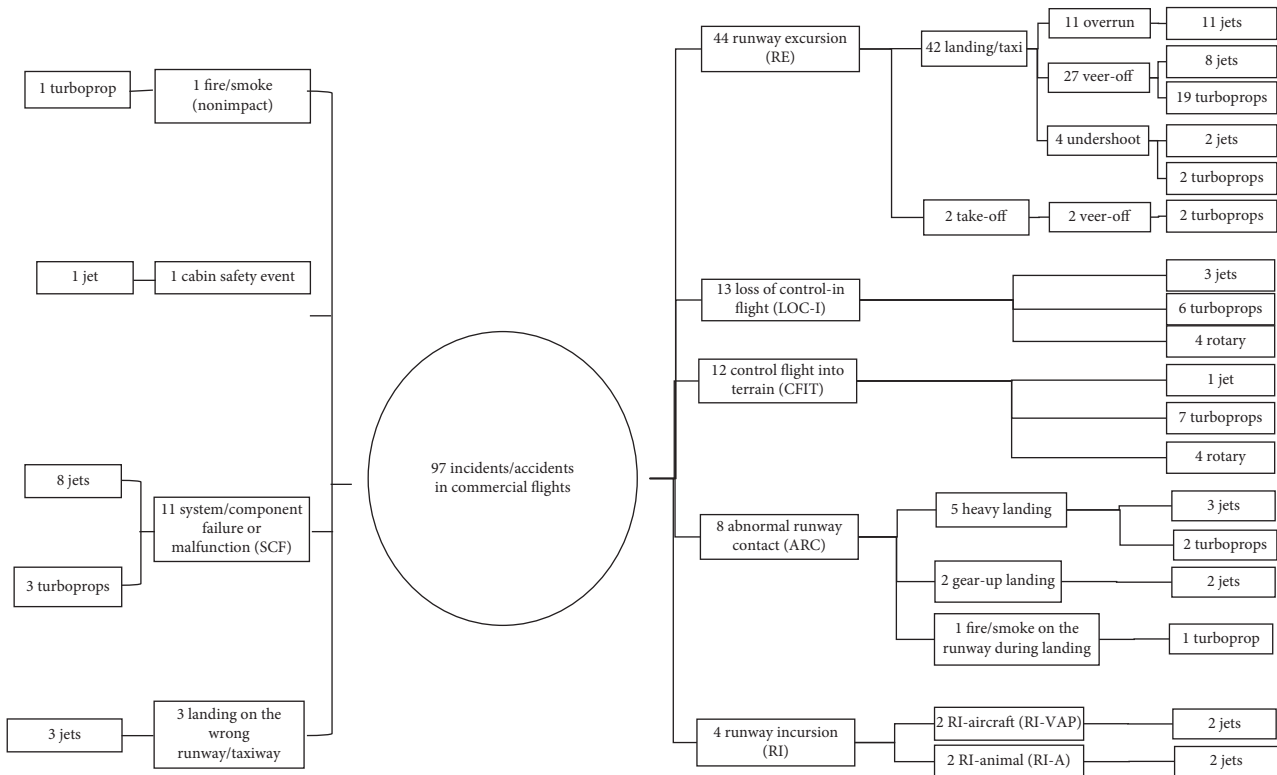 1 turboprop
1 fire/smoke
(nonimpact)
1 jet
1 cabin safety event
8 jets
11 system/component
failure or
malfunction (SCF)
3 turboprops
3 jets
3 landing on the
wrong
runway/taxiway
97 incidents/accidents
in commercial flights
44 runway excursion
(RE)
42 landing/taxi
11 overrun
11 jets
27 veer-off
8 jets
19 turboprops
4 undershoot
2 jets
2 turboprops
2 take-off
2 veer-off
2 turboprops
13 loss of control-in
flight (LOC-I)
3 jets
6 turboprops
4 rotary
12 control flight into
terrain (CFIT)
1 jet
7 turboprops
4 rotary
8 abnormal runway
contact (ARC)
5 heavy landing
3 jets
2 turboprops
2 gear-up landing
2 jets
1 fire/smoke on the
runway during landing
1 turboprop
4 runway incursion
(RI)
2 RI-aircraft (RI-VAP)
2 jets
2 RI-animal (RI-A)
2 jets